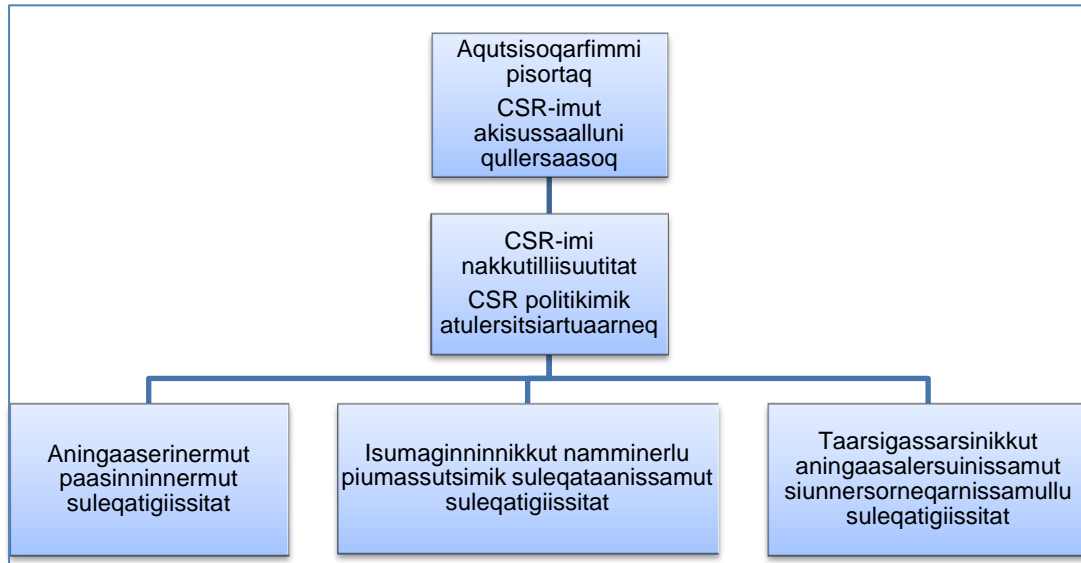 Aqutsisoqarfimmi
pisortaq
CSR-imut
akisussaalluni
qullersaasoq
CSR-imi
nakkutilliisuutitat
CSR politikimik
atulersitsiartuaarneq
Aningaaserinermut
paasinninnermut
suleqatigiissitat
Isumaginninnikkut namminerlu
piumassutsimik suleqataanissamut
suleqatigiissitat
Taarsigassarsinikkut
aningaasalersuinissamut
siunnersorneqarnissamullu
suleqatigiissitat